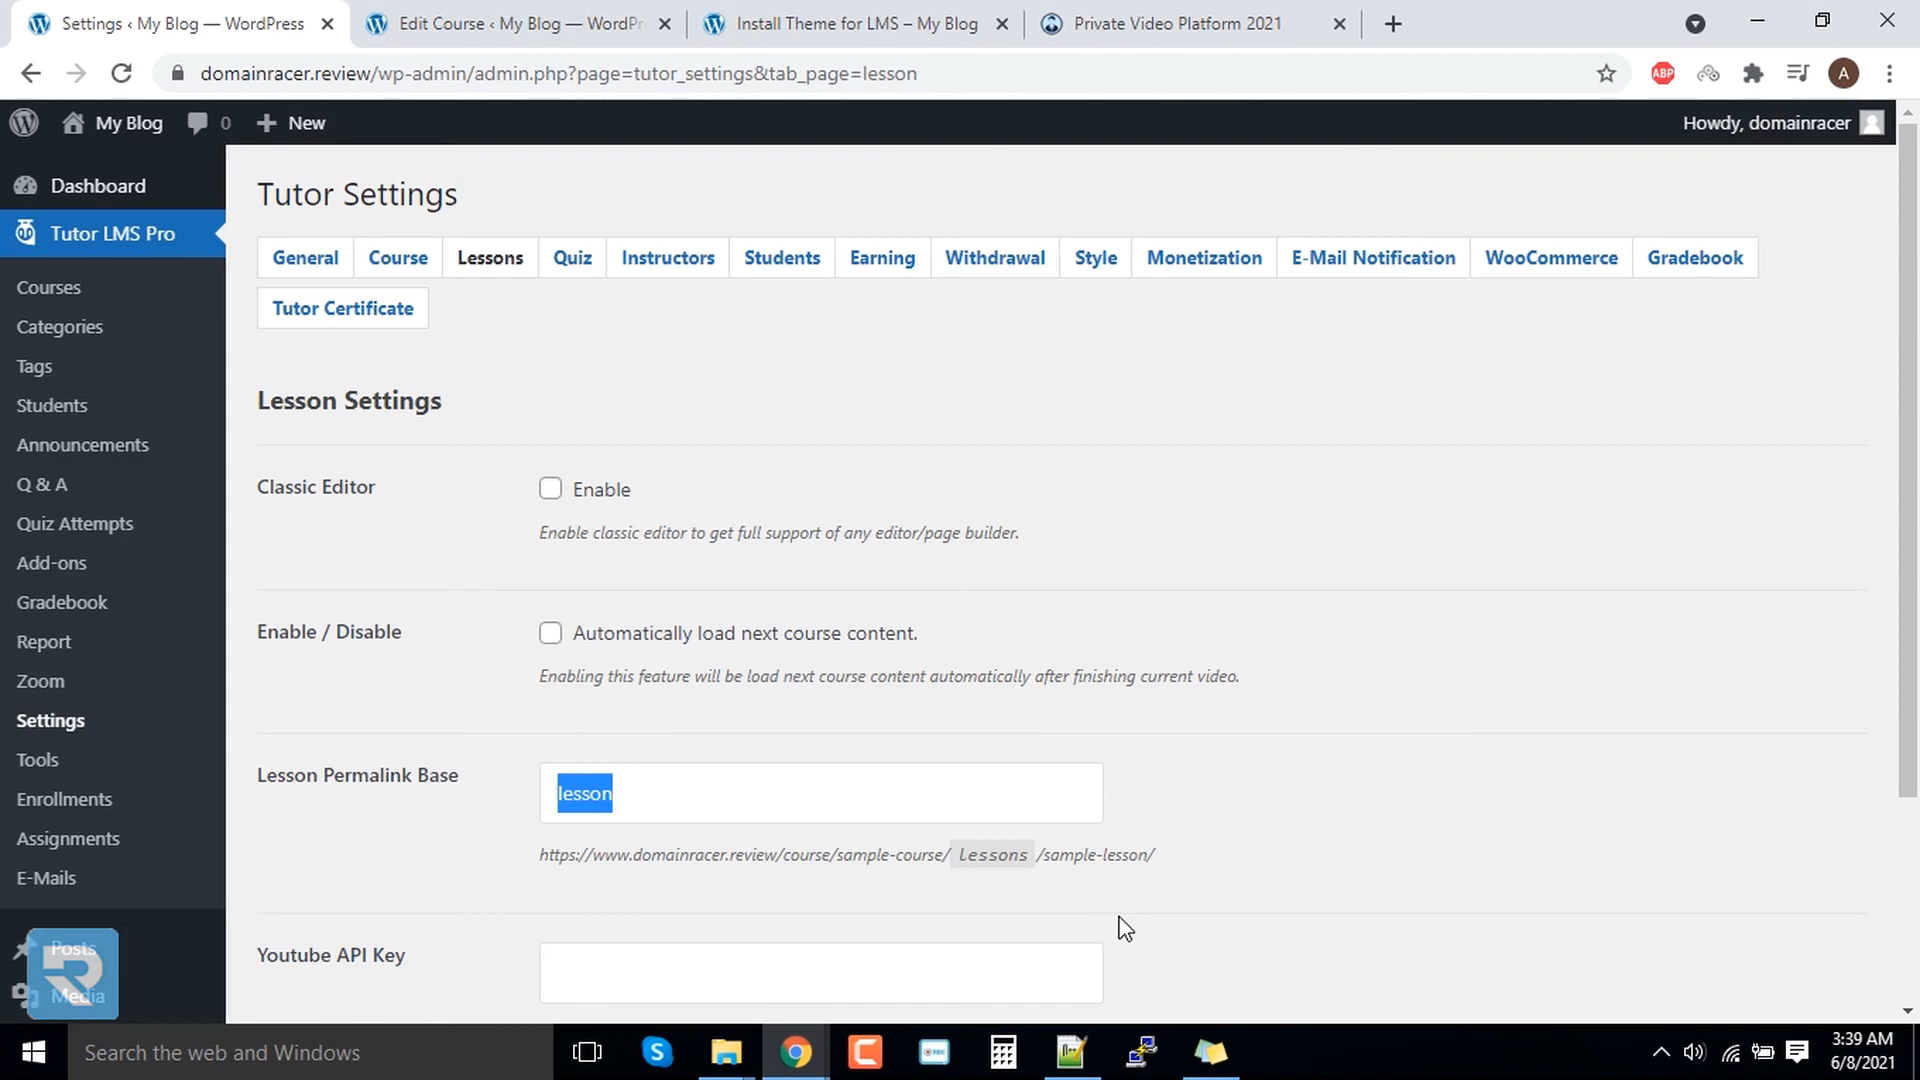 Settings ‹ My Blog — WordPress
Edit Course ‹ My Blog — WordPr
Install Theme for LMS – My Blog
Private Video Platform 2021
domainracer.review/wp-admin/admin.php?page=tutor_settings&tab_page=lesson
ABP
A
My Blog
0
New
Howdy, domainracer
Dashboard
Tutor LMS Pro
Courses
Categories
Tags
Students
Announcements
Q & A
Quiz Attempts
Add-ons
Gradebook
Report
Zoom
Settings
Tools
Enrollments
Assignments
E-Mails
Posts
Media
Tutor Settings
General
Course
Lessons
Quiz
Instructors
Students
Earning
Withdrawal
Style
Monetization
E-Mail Notification
WooCommerce
Gradebook
Tutor Certificate
Lesson Settings
Classic Editor
Enable
Enable classic editor to get full support of any editor/page builder.
Enable / Disable
Automatically load next course content.
Enabling this feature will be load next course content automatically after finishing current video.
Lesson Permalink Base
lesson
https://www.domainracer.review/course/sample-course/ lessons /sample-lesson/
Youtube API Key
Search the web and Windows
3:39 AM
6/8/2021